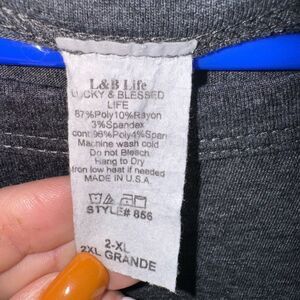 L&B Life
LUCKY & BLESSED
LIFE
87%Poly10%Rayon
3%Spandex
cont:96%Poly4%Span
Machine wash cold
Do not Bleach
Hang to Dry
Iron low heat if needed
MADE IN U.S.A.
STYLE# 856
2-XL
2XL GRANDE